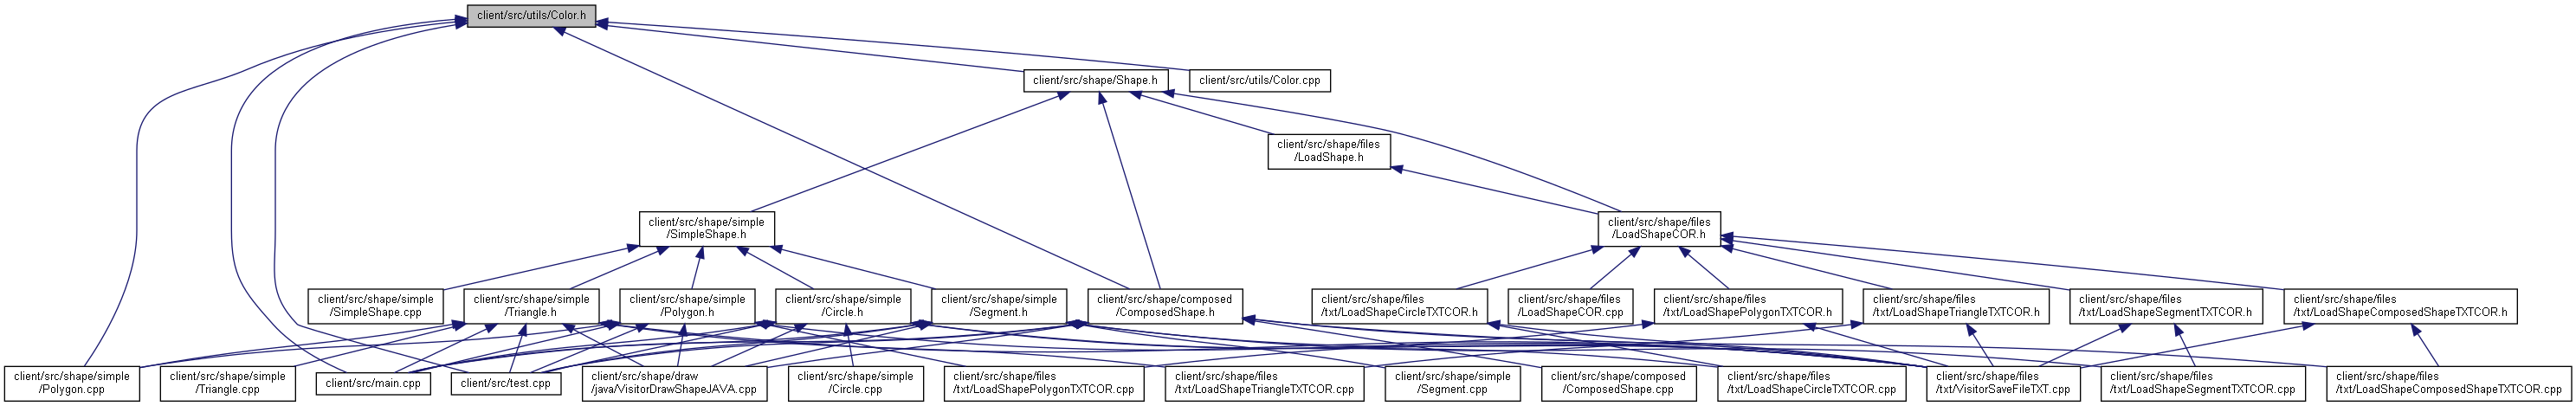 client/src/utils/Color.h
client/src/shape/Shape.h
client/src/utils/Color.cpp
client/src/shape/files
/LoadShape.h
client/src/shape/simple
/SimpleShape.h
client/src/shape/files
/LoadShapeCOR.h
client/src/shape/simple
/SimpleShape.cpp
client/src/shape/simple
/Triangle.h
client/src/shape/simple
/Polygon.h
client/src/shape/simple
/Circle.h
client/src/shape/simple
/Segment.h
client/src/shape/composed
/ComposedShape.h
client/src/shape/files
/txt/LoadShapeCircleTXTCOR.h
client/src/shape/files
/LoadShapeCOR.cpp
client/src/shape/files
/txt/LoadShapePolygonTXTCOR.h
client/src/shape/files
/txt/LoadShapeTriangleTXTCOR.h
client/src/shape/files
/txt/LoadShapeSegmentTXTCOR.h
client/src/shape/files
/txt/LoadShapeComposedShapeTXTCOR.h
client/src/shape/simple
/Polygon.cpp
client/src/shape/simple
/Triangle.cpp
client/src/main.cpp
client/src/test.cpp
client/src/shape/draw
/java/VisitorDrawShapeJAVA.cpp
client/src/shape/simple
/Circle.cpp
client/src/shape/files
/txt/LoadShapePolygonTXTCOR.cpp
client/src/shape/files
/txt/LoadShapeTriangleTXTCOR.cpp
client/src/shape/simple
/Segment.cpp
client/src/shape/composed
/ComposedShape.cpp
client/src/shape/files
/txt/LoadShapeCircleTXTCOR.cpp
client/src/shape/files
/txt/VisitorSaveFileTXT.cpp
client/src/shape/files
/txt/LoadShapeSegmentTXTCOR.cpp
client/src/shape/files
/txt/LoadShapeComposedShapeTXTCOR.cpp